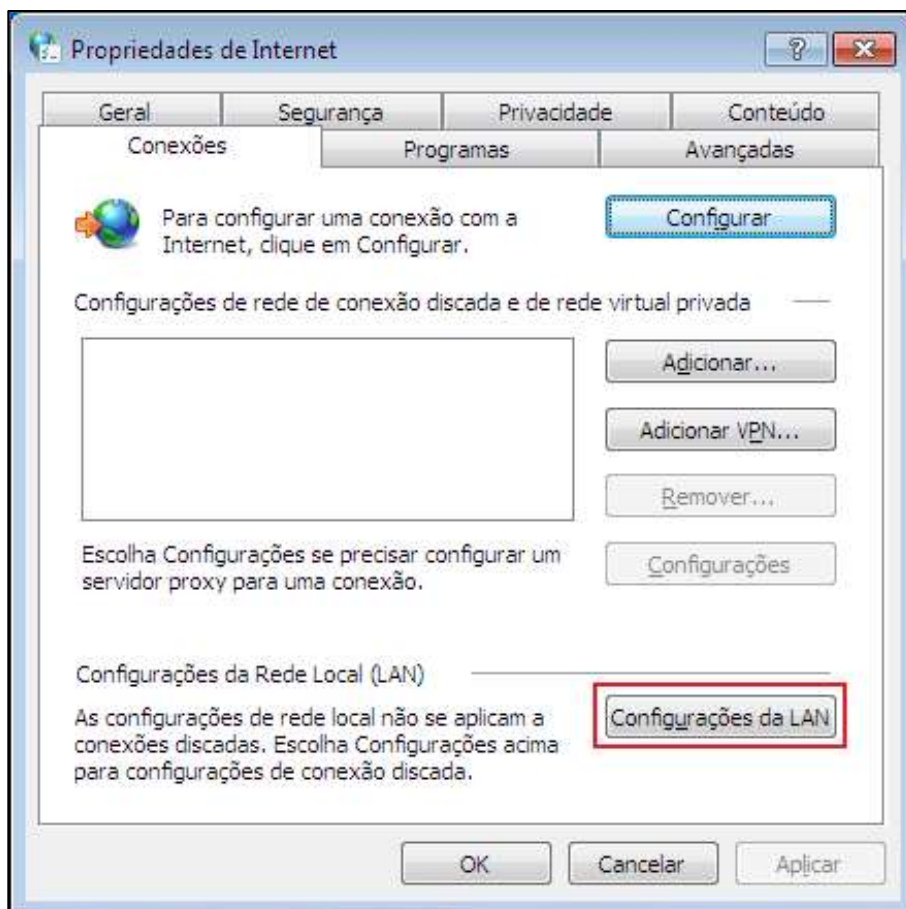 Propriedades de Internet
Geral
Segurança
Privacidade
Conteúdo
Conexões
Programas
Avançadas
Para configurar uma conexão com a
Internet, clique em Configurar.
Configurar
Configurações de rede de conexão discada e de rede virtual privada
Adicionar...
Adicionar VPN...
Remover...
Escolha Configurações se precisar configurar um
servidor proxy para uma conexão.
Configurações
Configurações da Rede Local (LAN)
As configurações de rede local não se aplicam a
conexões discadas. Escolha Configurações acima
para configurações de conexão discada.
Configurações da LAN
OK
Cancelar
Aplicar